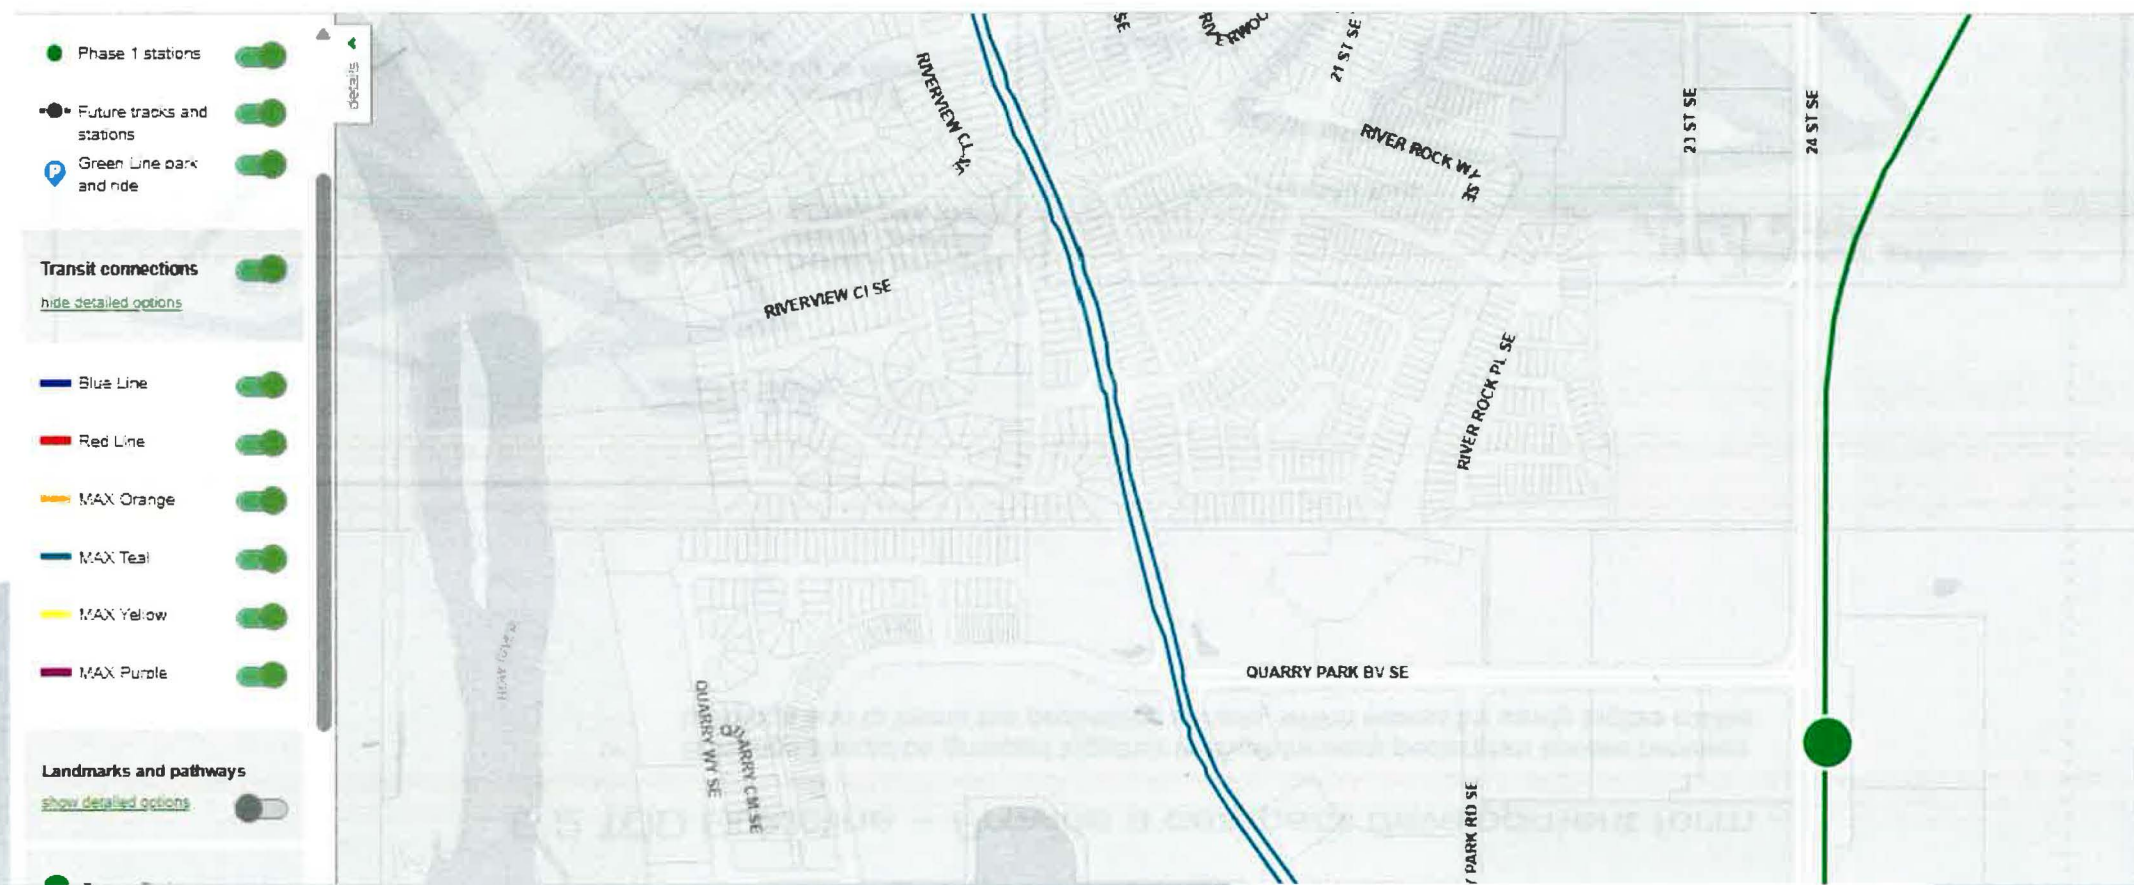 Phase 1 stations
Future tracks and
stations
Green Line park
and ride
Transit connections
hide detailed options
Blue Line
Red Line
MAX Orange
MAX Teal
MAX Yellow
MAX Purple
Landmarks and pathways
show detailed options
details
SE
21 ST SE
RIVERVIEW CL
RIVER ROCK WY SE
23 ST SE
24 ST SE
RIVERVIEW CI SE
RIVER ROCK PL SE
QUARRY PARK BV SE
QUARRY WY SE
QUARRY CM SE
PARK RD SE